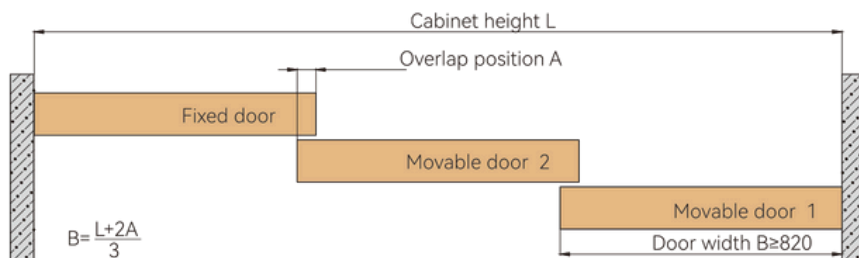 Cabinet height L
Overlap position A
Fixed door
Movable door 2
Movable door 1
B=L+2A/3
Door width B≥820